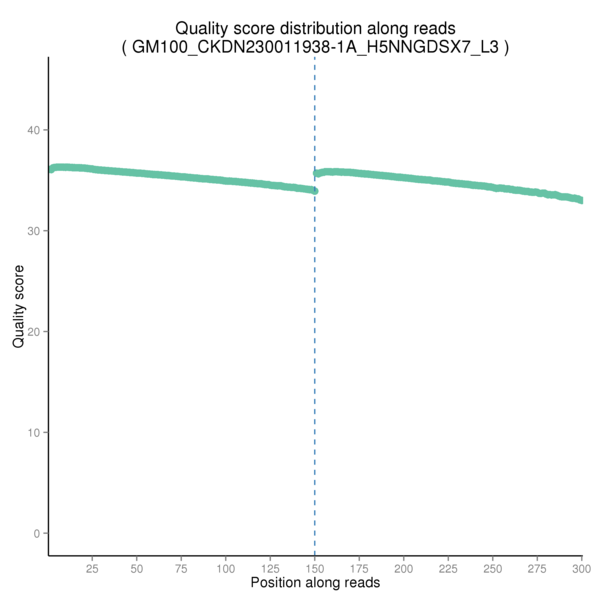 Quality score distribution along reads
( GM100_CKDN230011938-1A_H5NNGDSX7_L3 )
Quality score
40
30
20
10
0
25 50 75 100 125 150 175 200 225 250 275 300
Position along reads